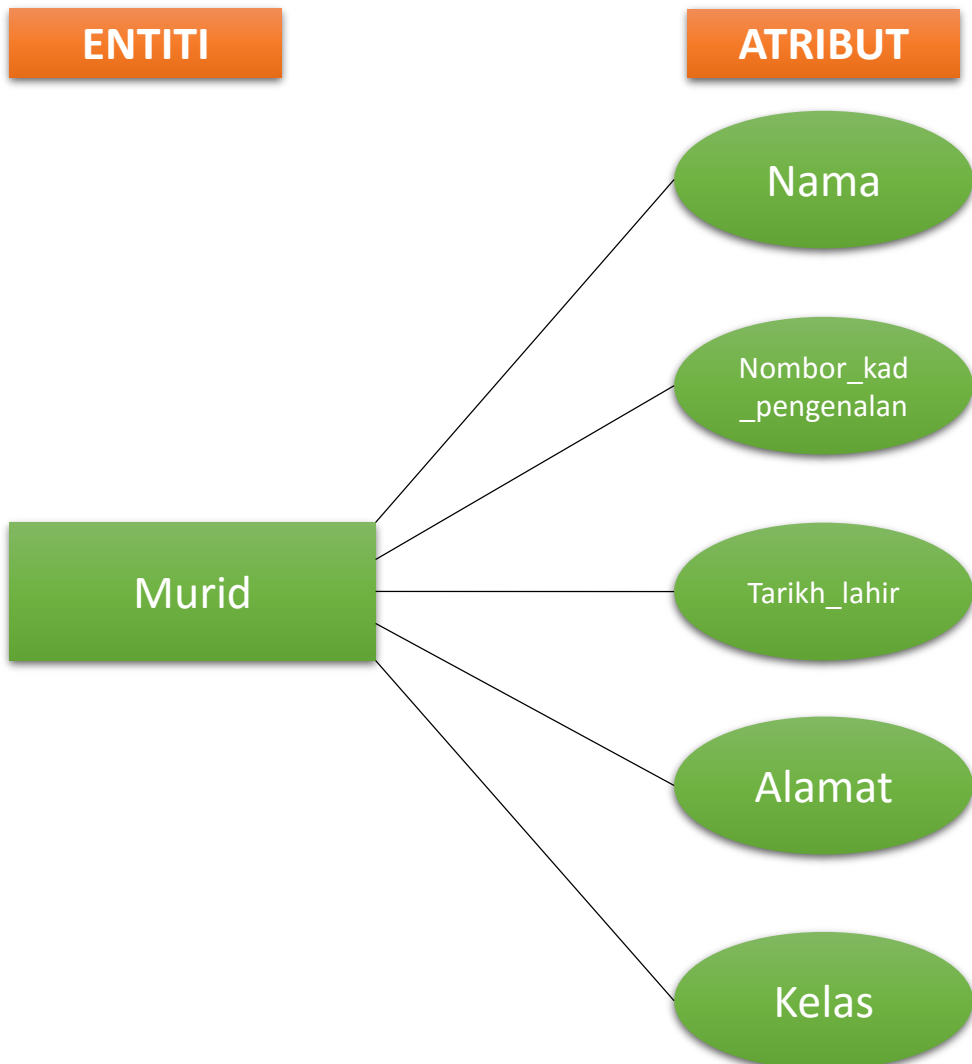 ENTITI
ATRIBUT
Nama
Nombor_kad
_pengenalan
Murid
Tarikh_lahir
Alamat
Kelas